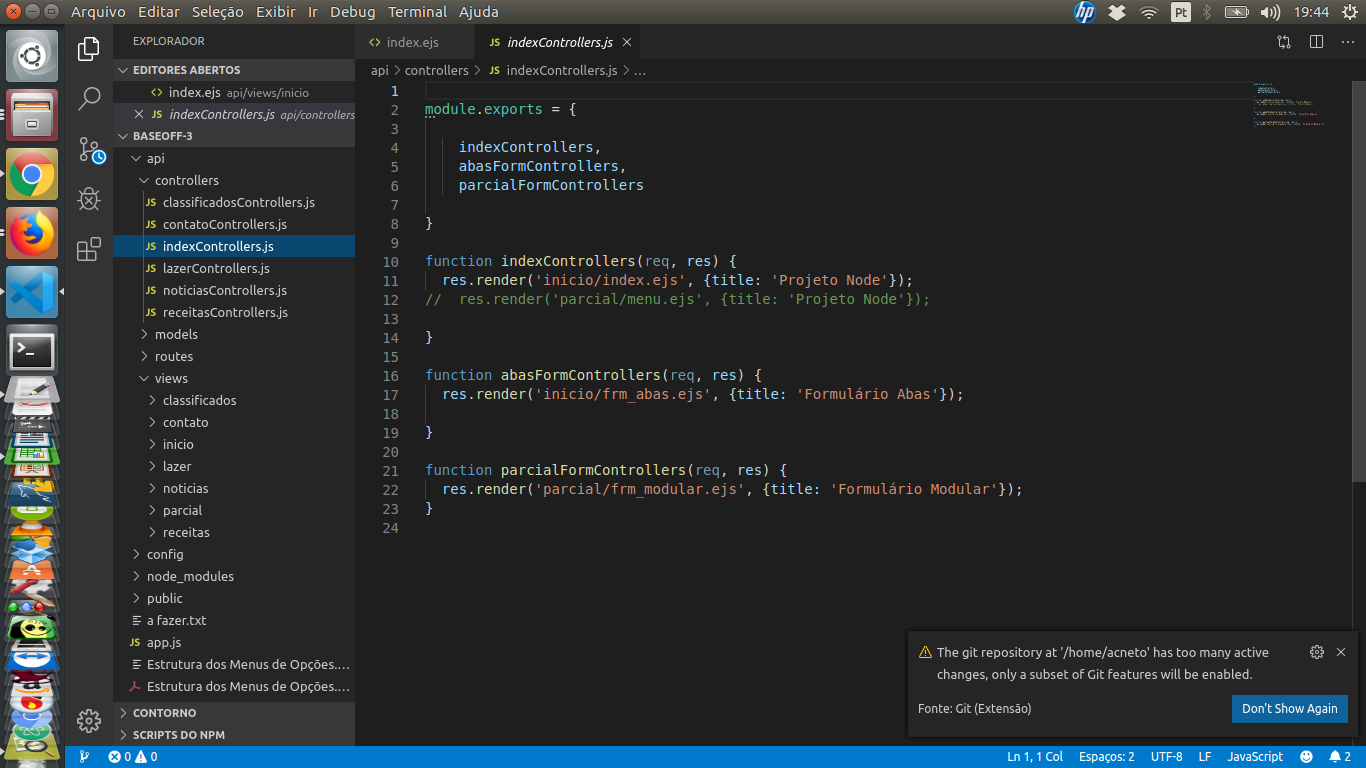 Arquivo Editar Seleção Exibir Ir Debug Terminal Ajuda
hp Pt 19:44
EXPLORADOR
EDITORES ABERTOS
index.ejs api/views/inicio
JS indexControllers.js api/controllers
BASEOFF-3
api
controllers
JS classificadosControllers.js
JS contatoControllers.js
JS indexControllers.js
JS lazerControllers.js
JS noticiasControllers.js
JS receitasControllers.js
models
routes
views
classificados
contato
inicio
lazer
noticias
parcial
receitas
config
node_modules
public
a fazer.txt
JS app.js
Estrutura dos Menus de Opções....
Estrutura dos Menus de Opções....
CONTORNO
SCRIPTS DO NPM
index.ejs
JS indexControllers.js
api > controllers > JS indexControllers.js > ...
1
2 module.exports = {
3
4 indexControllers,
5 abasFormControllers,
6 parcialFormControllers
7
8 }
9
10 function indexControllers(req, res) {
11 res.render('inicio/index.ejs', {title: 'Projeto Node'});
12 //  res.render('parcial/menu.ejs', {title: 'Projeto Node'});
13
14 }
15
16 function abasFormControllers(req, res) {
17 res.render('inicio/frm_abas.ejs', {title: 'Formulário Abas'});
18
19 }
20
21 function parcialFormControllers(req, res) {
22 res.render('parcial/frm_modular.ejs', {title: 'Formulário Modular'});
23 }
24
The git repository at '/home/acneto' has too many active
changes, only a subset of Git features will be enabled.
Fonte: Git (Extensão)
Don't Show Again
0 0
Ln 1, 1 Col Espaços: 2 UTF-8 LF JavaScript 2